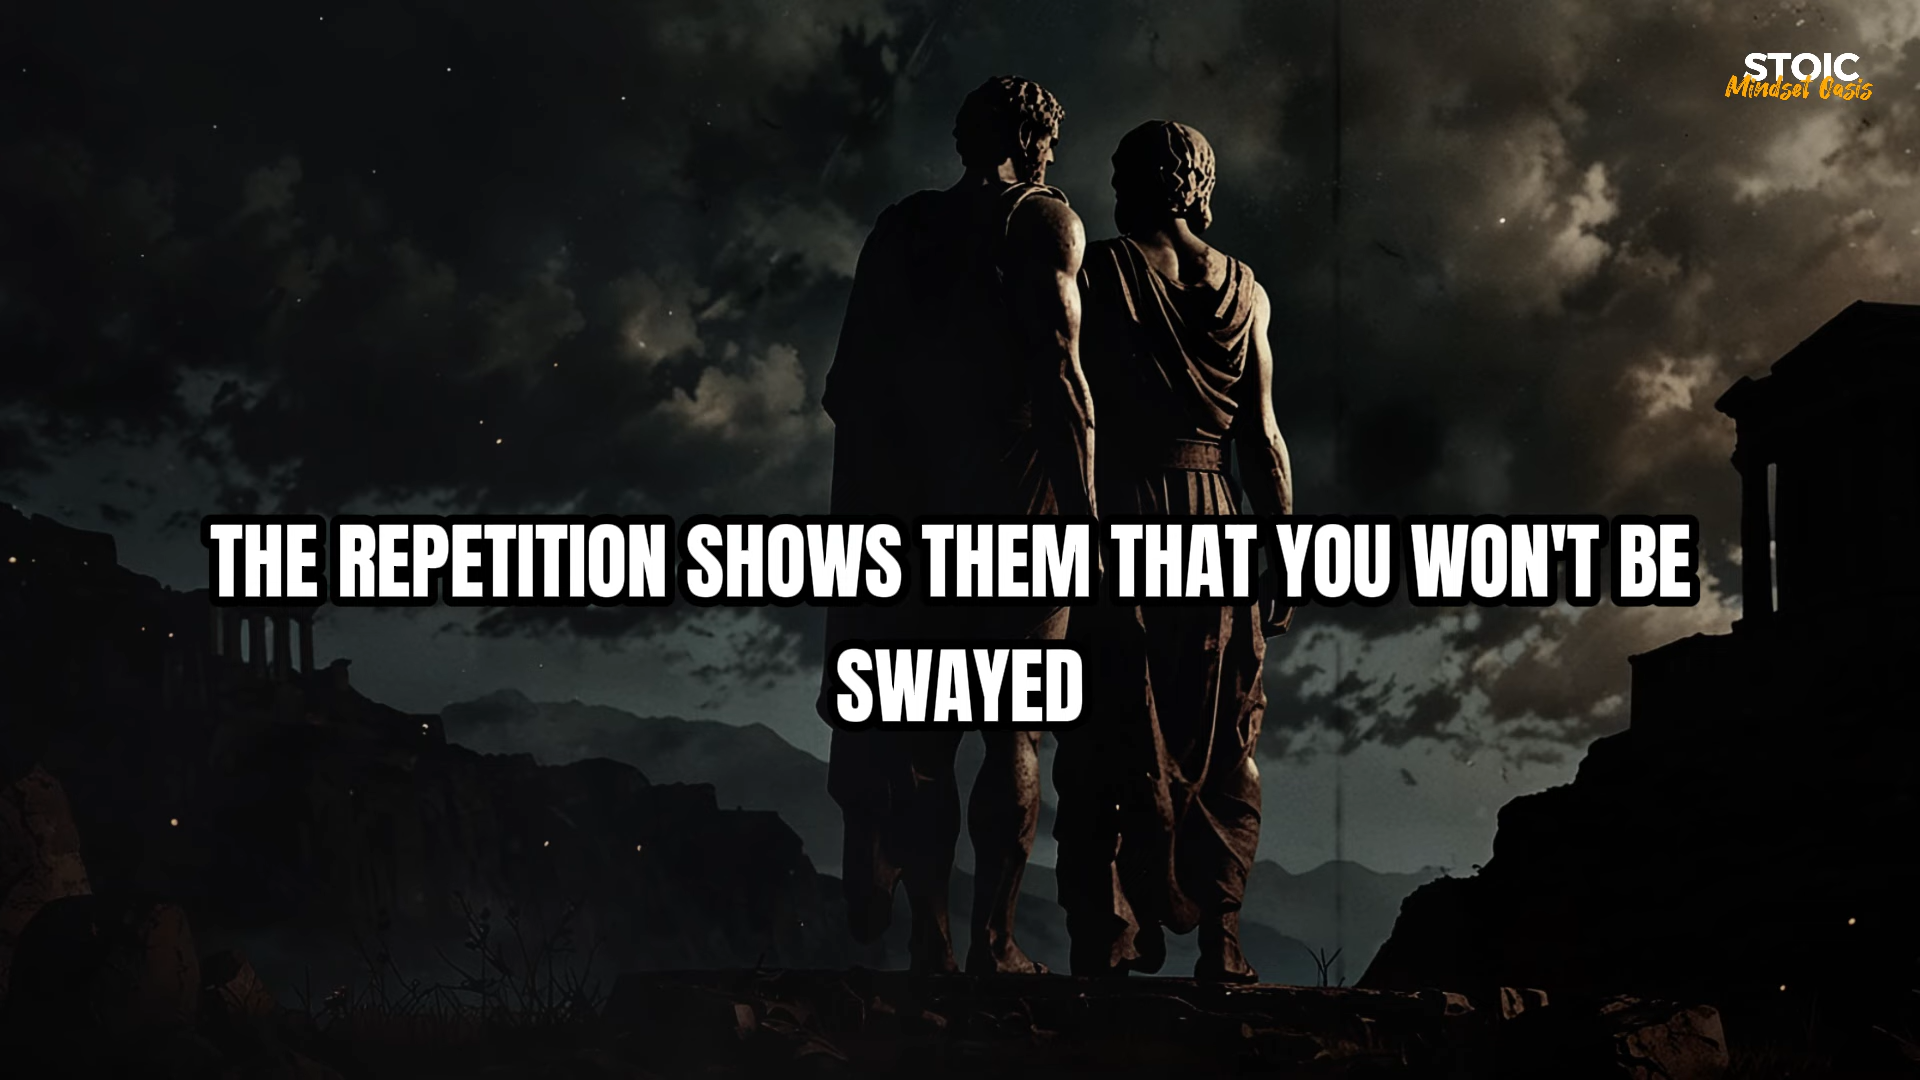 STOIC
Mindset Oasis
THE REPETITION SHOWS THEM THAT YOU WON'T BE
SWAYED